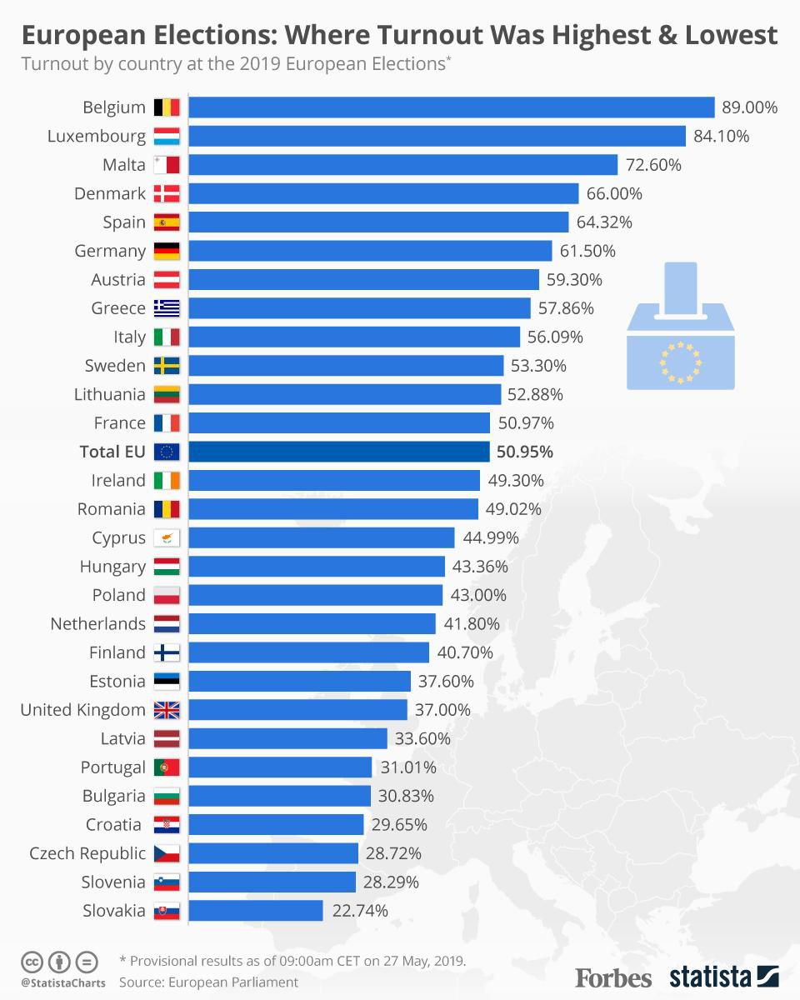 European Elections: Where Turnout Was Highest & Lowest
Turnout by country at the 2019 European Elections*
Belgium 89.00%
Luxembourg 84.10%
Malta 72.60%
Denmark 66.00%
Spain 64.32%
Germany 61.50%
Austria 59.30%
Greece 57.86%
Italy 56.09%
Sweden 53.30%
Lithuania 52.88%
France 50.97%
Total EU 50.95%
Ireland 49.30%
Romania 49.02%
Cyprus 44.99%
Hungary 43.36%
Poland 43.00%
Netherlands 41.80%
Finland 40.70%
Estonia 37.60%
United Kingdom 37.00%
Latvia 33.60%
Portugal 31.01%
Bulgaria 30.83%
Croatia 29.65%
Czech Republic 28.72%
Slovenia 28.29%
Slovakia 22.74%
* Provisional results as of 09:00am CET on 27 May, 2019.
@StatistaCharts Source: European Parliament
cc
Forbes statista